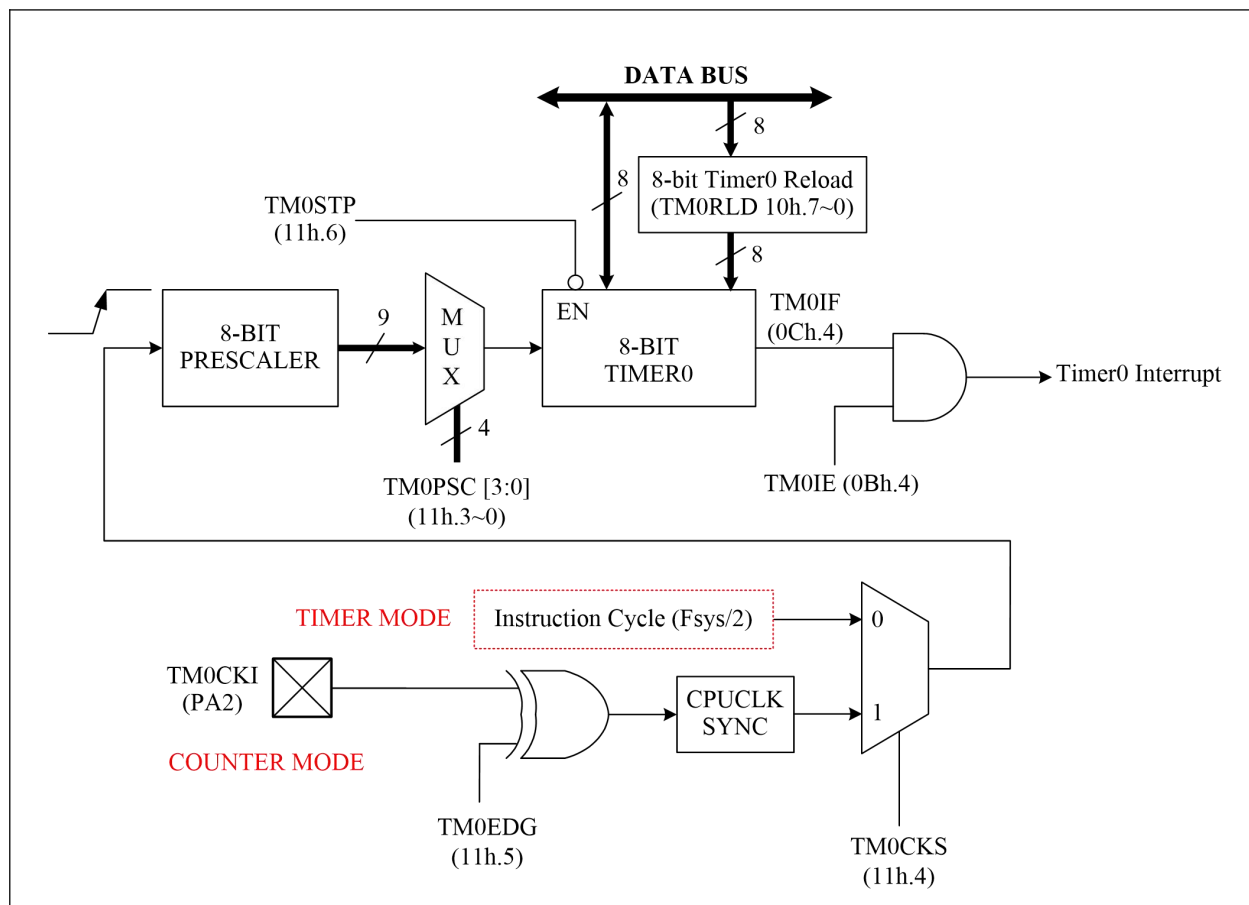 DATA BUS
8
8
8-bit Timer0 Reload
(TM0RLD 10h.7~0)
TM0STP
(11h.6)
8
8-BIT
PRESCALER
9
M
U
X
EN
8-BIT
TIMER0
TM0IF
(0Ch.4)
Timer0 Interrupt
4
TM0PSC [3:0]
(11h.3~0)
TM0IE (0Bh.4)
TIMER MODE
Instruction Cycle (Fsys/2)
0
TM0CKI
(PA2)
CPUCLK
SYNC
1
COUNTER MODE
TM0EDG
(11h.5)
TM0CKS
(11h.4)